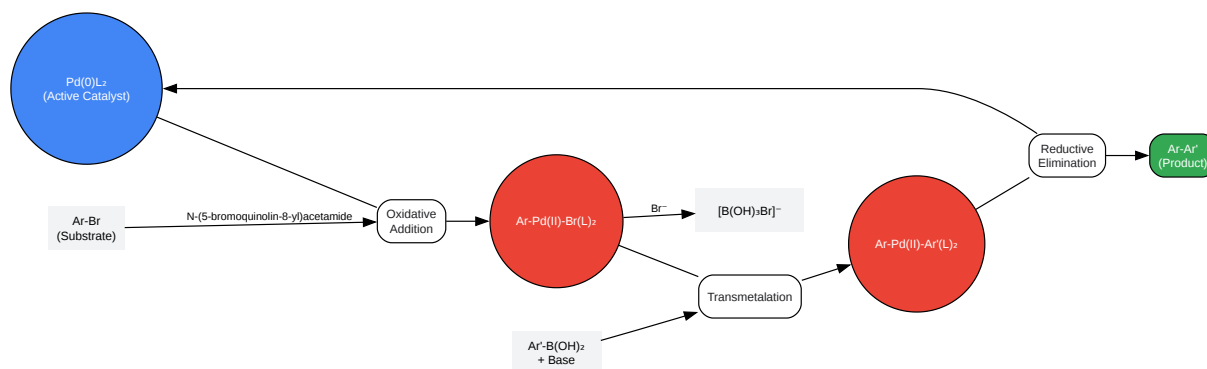 Pd(0)L₂
(Active Catalyst)
Ar-Br
(Substrate)
N-(5-bromoquinolin-8-yl)acetamide
Oxidative
Addition
Ar-Pd(II)-Br(L)₂
Br⁻
[B(OH)₃Br]⁻
Ar'-B(OH)₂
+ Base
Transmetalation
Ar-Pd(II)-Ar'(L)₂
Reductive
Elimination
Ar-Ar'
(Product)